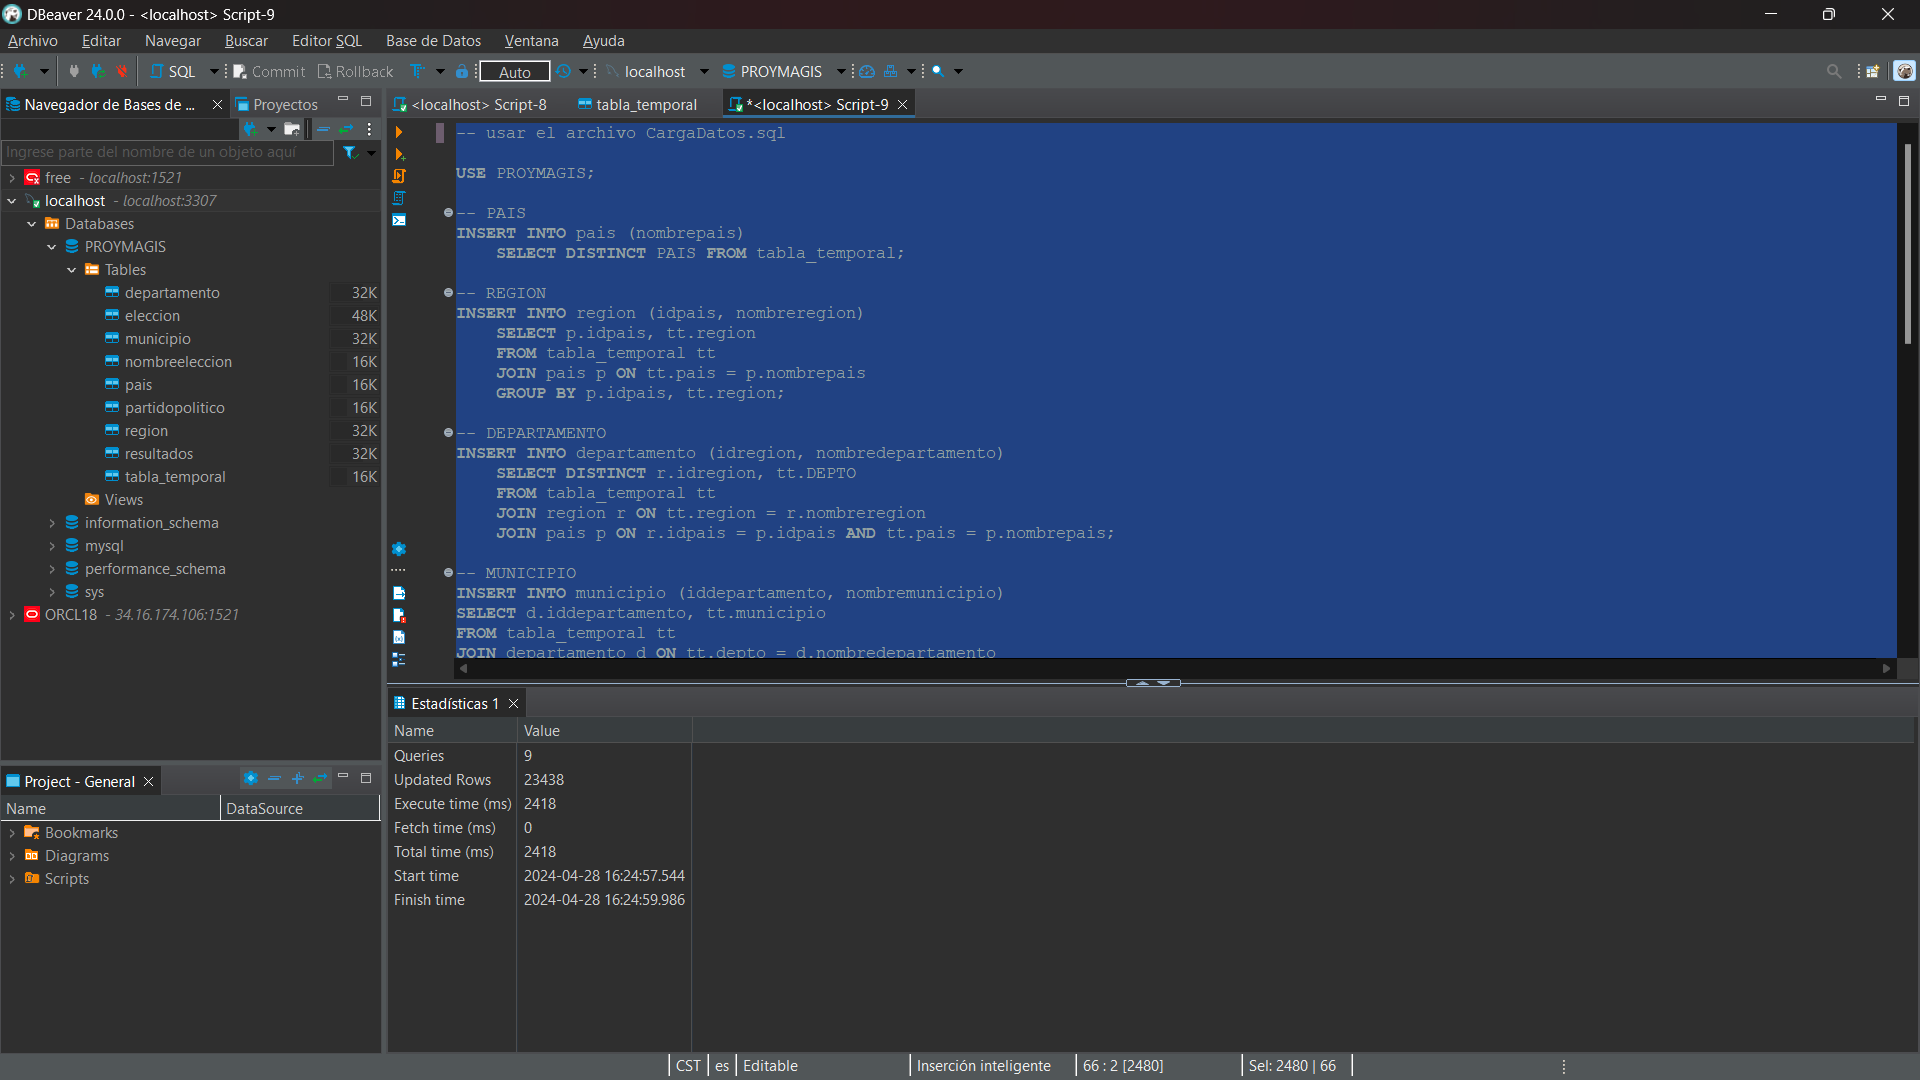 DBeaver 24.0.0 - <localhost> Script-9
Archivo Editar Navegar Buscar Editor SQL Base de Datos Ventana Ayuda
SQL Commit Rollback Auto localhost PROYMAGIS
Navegador de Bases de ... Proyectos
Ingrese parte del nombre de un objeto aquí
free - localhost:1521
localhost - localhost:3307
Databases
PROYMAGIS
Tables
departamento 32K
eleccion 48K
municipio 32K
nombreeleccion 16K
pais 16K
partidopolitico 16K
region 32K
resultados 32K
tabla_temporal 16K
Views
information_schema
mysql
performance_schema
sys
ORCL18 - 34.16.174.106:1521
Project - General
Name DataSource
Bookmarks
Diagrams
Scripts
<localhost> Script-8 tabla_temporal *<localhost> Script-9
-- usar el archivo CargaDatos.sql
USE PROYMAGIS;
-- PAIS
INSERT INTO pais (nombrepais)
SELECT DISTINCT PAIS FROM tabla_temporal;
-- REGION
INSERT INTO region (idpais, nombreregion)
SELECT p.idpais, tt.region
FROM tabla_temporal tt
JOIN pais p ON tt.pais = p.nombrepais
GROUP BY p.idpais, tt.region;
-- DEPARTAMENTO
INSERT INTO departamento (idregion, nombredepartamento)
SELECT DISTINCT r.idregion, tt.DEPTO
FROM tabla_temporal tt
JOIN region r ON tt.region = r.nombreregion
JOIN pais p ON r.idpais = p.idpais AND tt.pais = p.nombrepais;
-- MUNICIPIO
INSERT INTO municipio (iddepartamento, nombremunicipio)
SELECT d.iddepartamento, tt.municipio
FROM tabla_temporal tt
JOIN departamento d ON tt.depto = d.nombredepartamento
Estadísticas 1
Name Value
Queries 9
Updated Rows 23438
Execute time (ms) 2418
Fetch time (ms) 0
Total time (ms) 2418
Start time 2024-04-28 16:24:57.544
Finish time 2024-04-28 16:24:59.986
CST es Editable Inserción inteligente 66 : 2 [2480] Sel: 2480 | 66